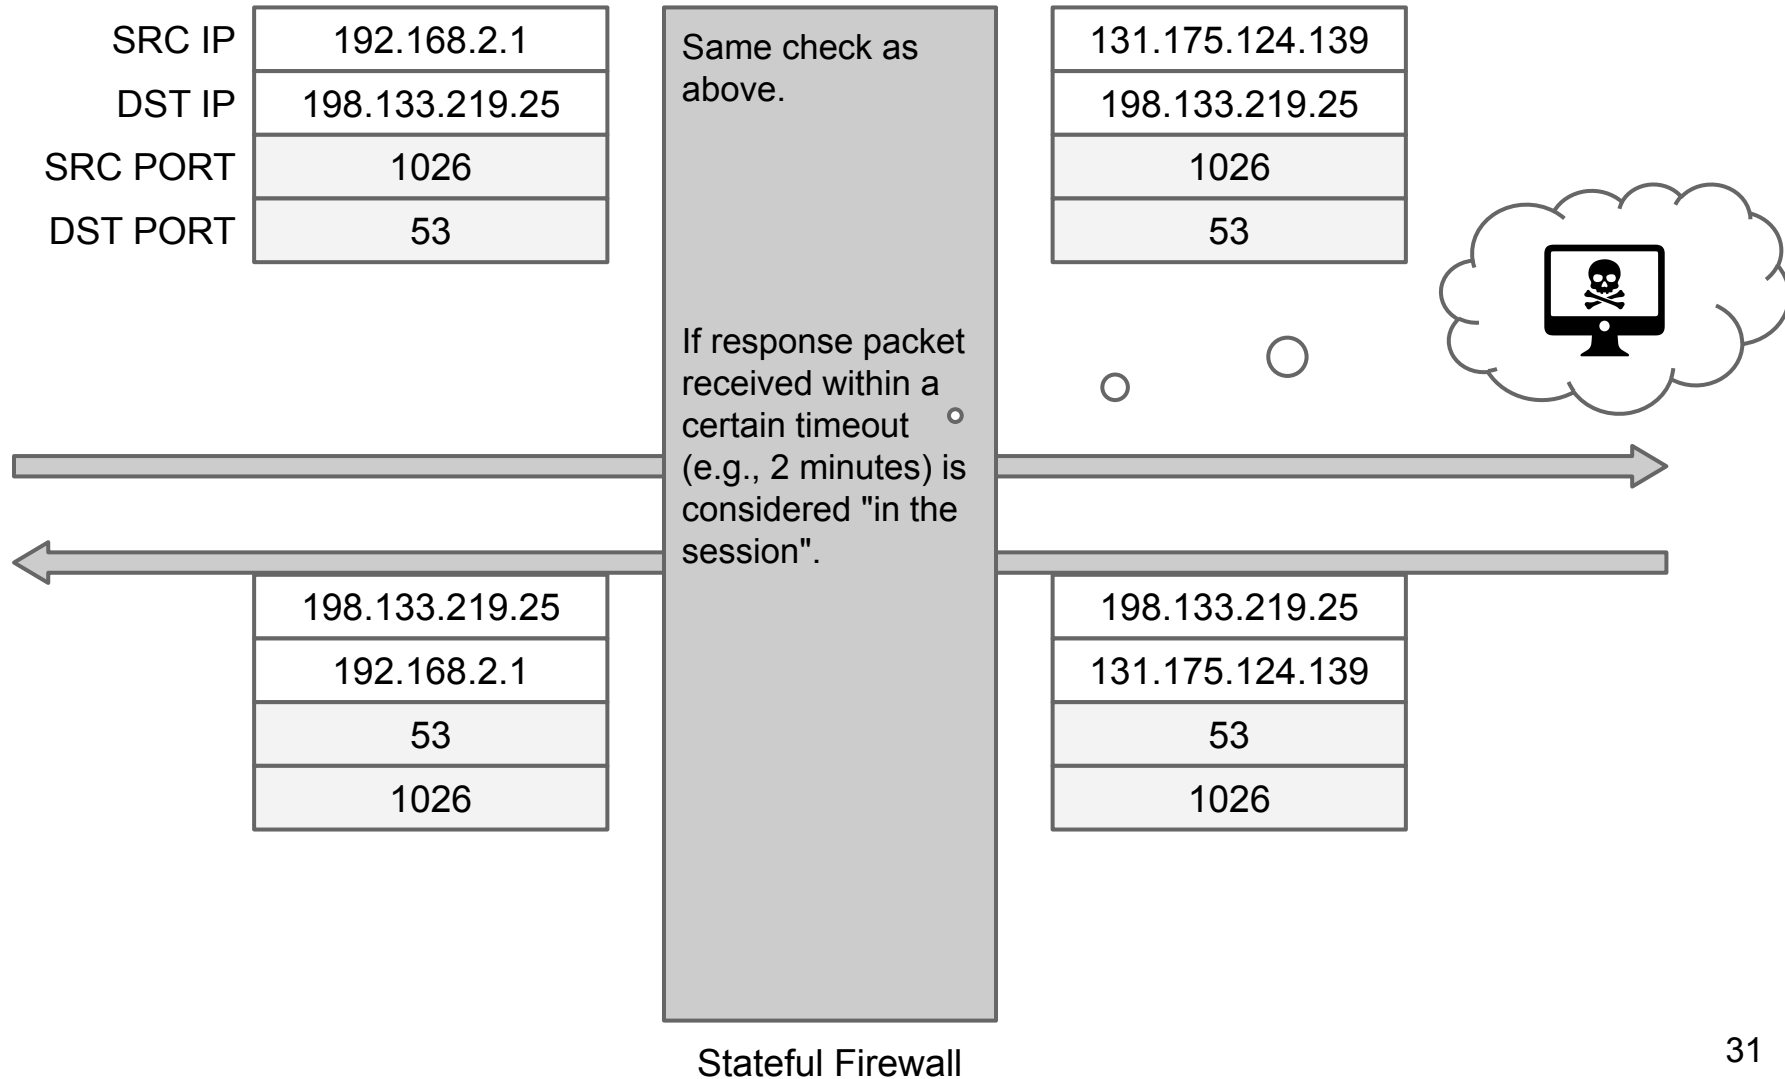 SRC IP 192.168.2.1
DST IP 198.133.219.25
SRC PORT 1026
DST PORT 53
Same check as
above.
If response packet
received within a
certain timeout
(e.g., 2 minutes) is
considered "in the
session".
131.175.124.139
198.133.219.25
1026
53
198.133.219.25
192.168.2.1
53
1026
198.133.219.25
131.175.124.139
53
1026
Stateful Firewall
31